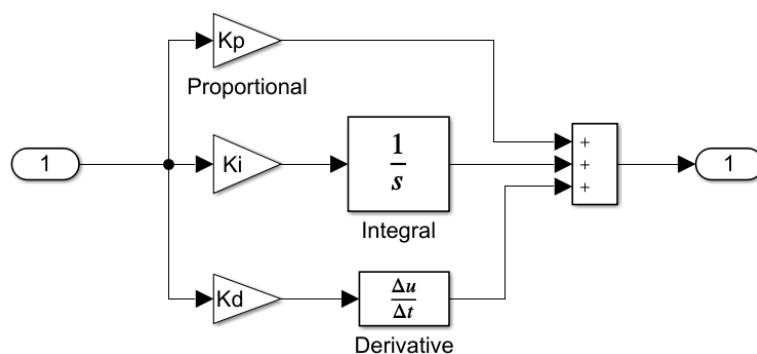 Kp
Proportional
1
Ki
1
s
Integral
+
+
+
1
Kd
Δu
Δt
Derivative